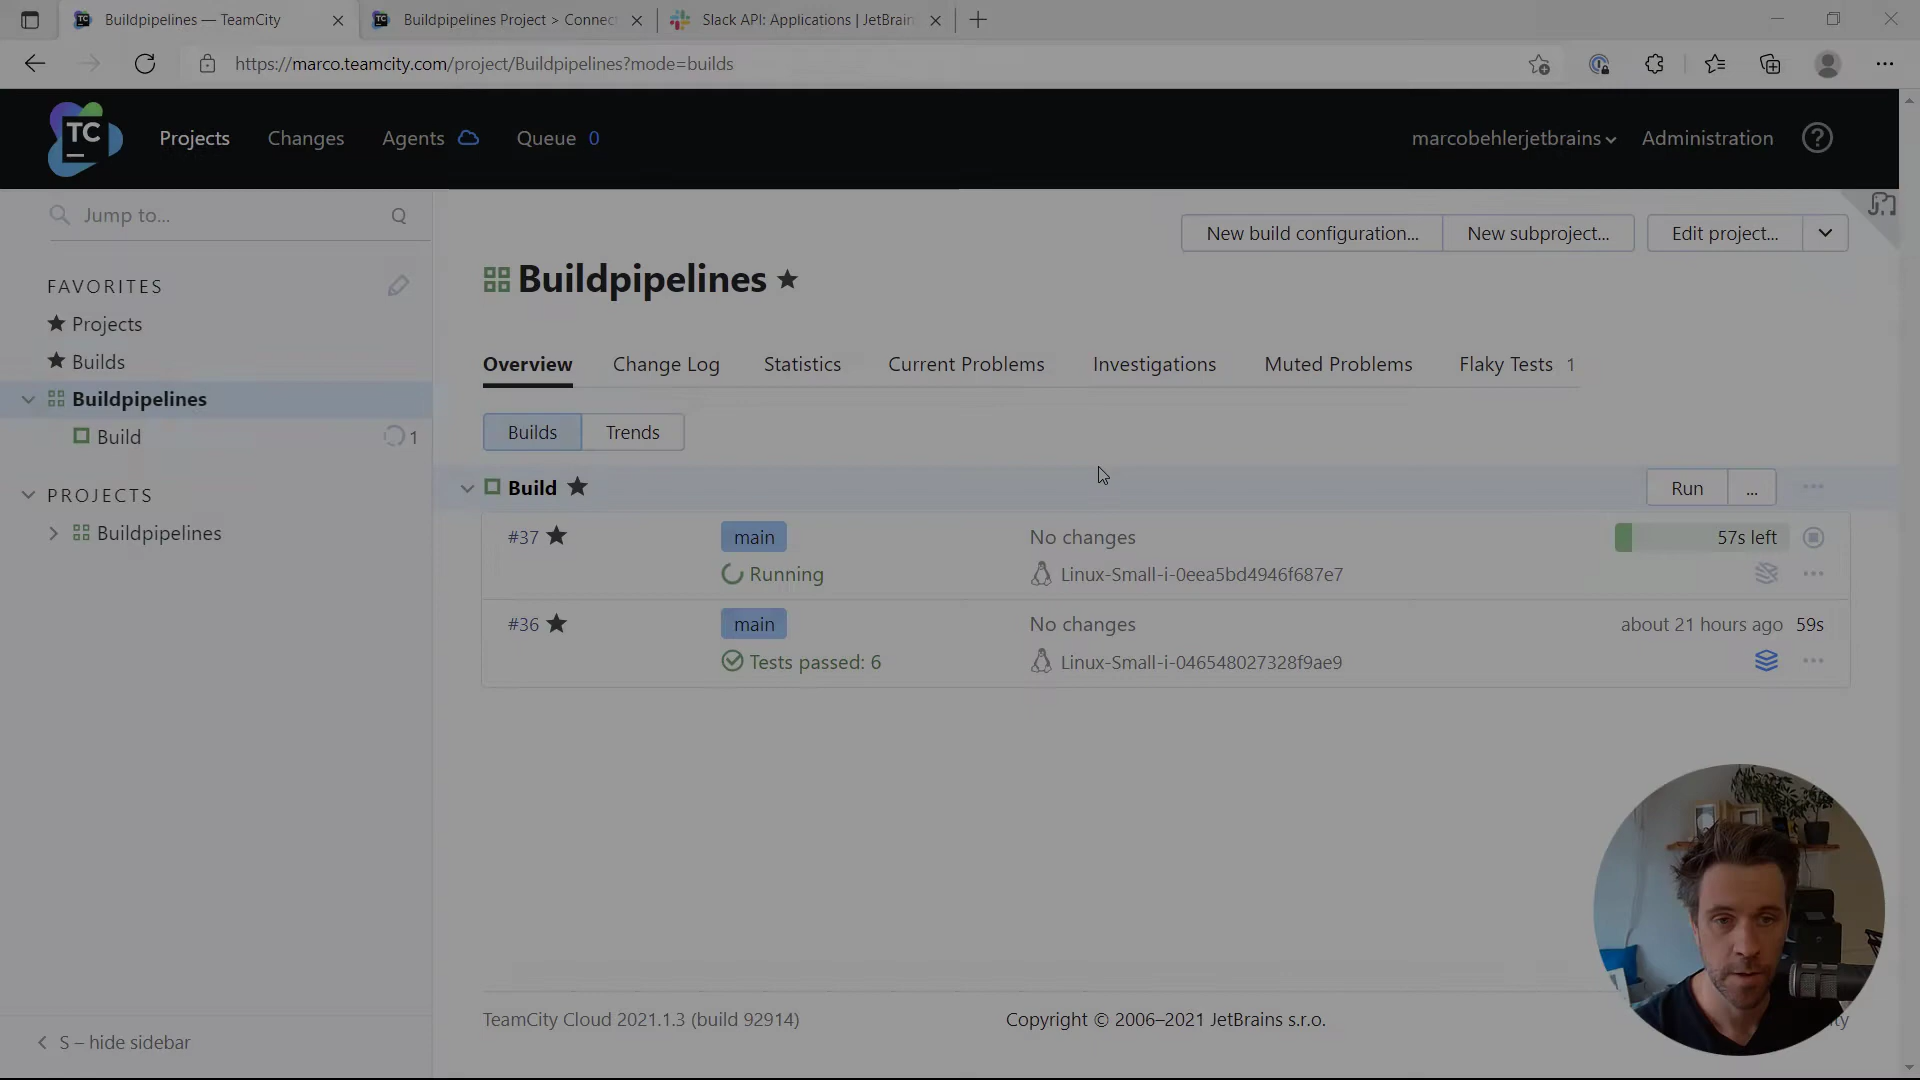 Buildpipelines — TeamCity
Buildpipelines Project > Connec
Slack API: Applications | JetBrain
https://marco.teamcity.com/project/Buildpipelines?mode=builds
TC
Projects
Changes
Agents
Queue 0
marcobehlerjetbrains
Administration
?
Jump to...
Q
New build configuration...
New subproject...
Edit project...
FAVORITES
Projects
Builds
Buildpipelines
Build 1
PROJECTS
Buildpipelines
Buildpipelines
Overview
Change Log
Statistics
Current Problems
Investigations
Muted Problems
Flaky Tests 1
Builds
Trends
Build
Run
...
#37
main
No changes
57s left
Running
Linux-Small-i-0eea5bd4946f687e7
#36
main
No changes
about 21 hours ago 59s
Tests passed: 6
Linux-Small-i-046548027328f9ae9
TeamCity Cloud 2021.1.3 (build 92914)
Copyright © 2006–2021 JetBrains s.r.o.
S – hide sidebar